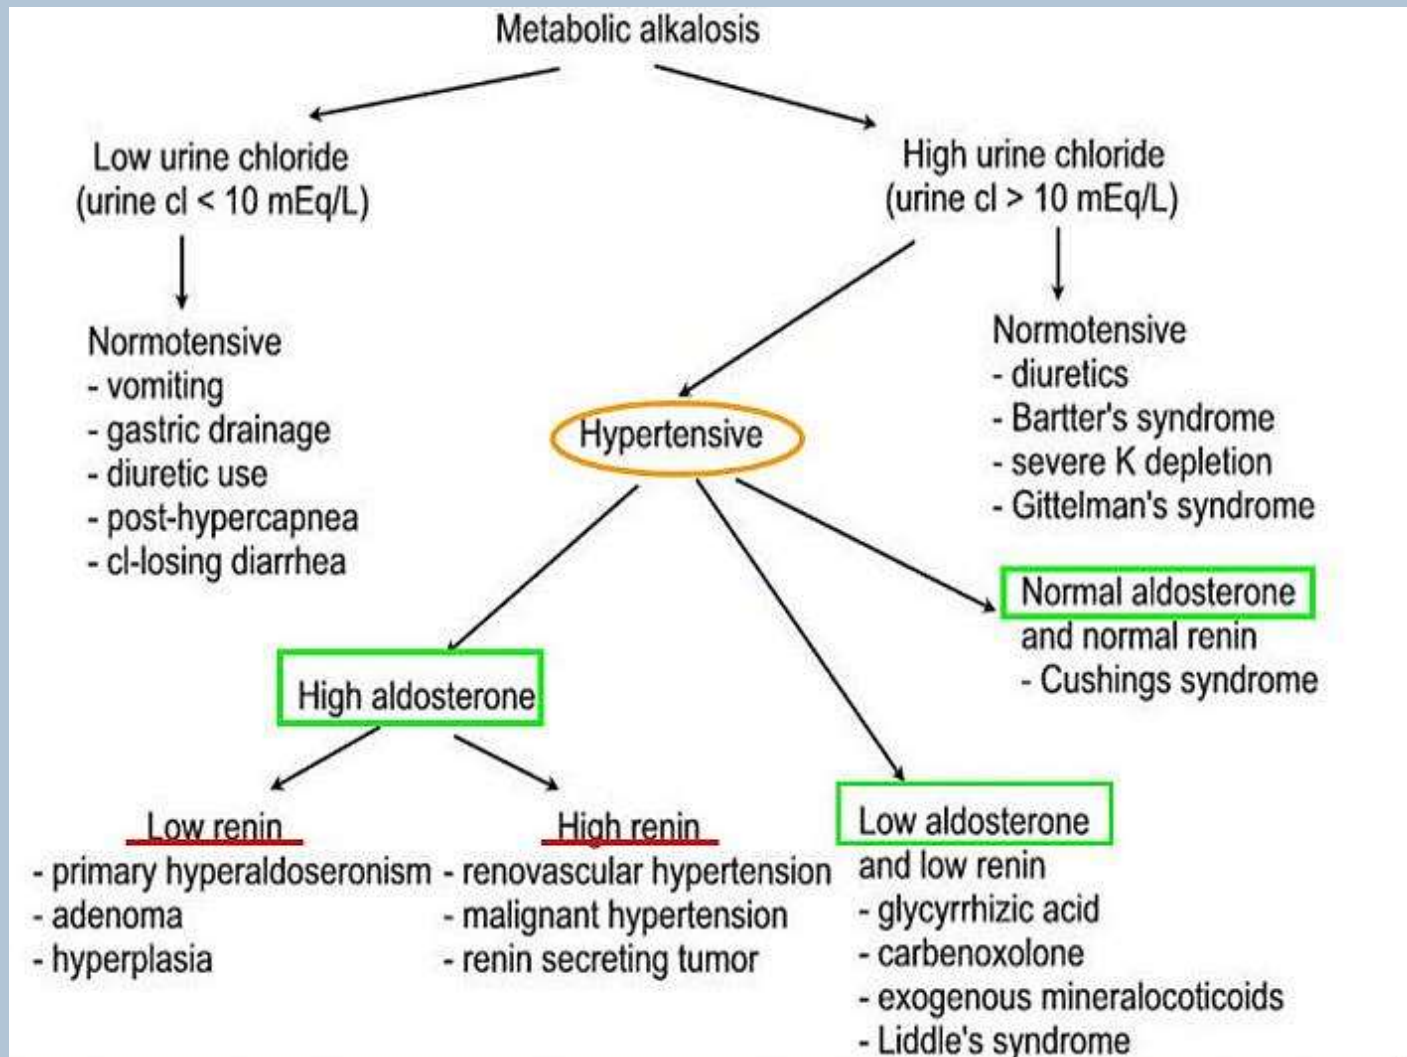 Metabolic alkalosis
Low urine chloride
(urine cl < 10 mEq/L)
High urine chloride
(urine cl > 10 mEq/L)
Normotensive
- vomiting
- gastric drainage
- diuretic use
- post-hypercapnea
- cl-losing diarrhea
Hypertensive
Normotensive
- diuretics
- Bartter's syndrome
- severe K depletion
- Gittelman's syndrome
Normal aldosterone
and normal renin
- Cushings syndrome
High aldosterone
Low renin
- primary hyperaldoseronism
- adenoma
- hyperplasia
High renin
- renovascular hypertension
- malignant hypertension
- renin secreting tumor
Low aldosterone
and low renin
- glycyrrhizic acid
- carbenoxolone
- exogenous mineralocoticoids
- Liddle's syndrome